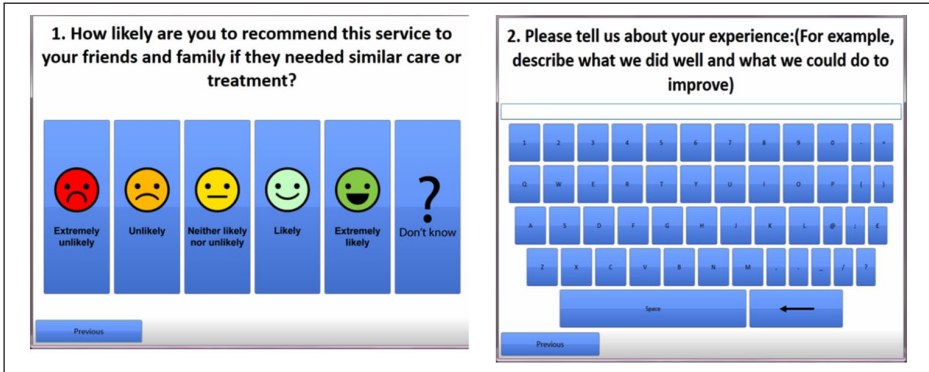 1. How likely are you to recommend this service to
your friends and family if they needed similar care or
treatment?
Extremely
unlikely
Unlikely
Neither likely
nor unlikely
Likely
Extremely
likely
?
Don't know
Previous
2. Please tell us about your experience:(For example,
describe what we did well and what we could do to
improve)
1 2 3 4 5 6 7 8 9 0 - =
Q W E R T Y U I O P ( )
A S D F G H J K L @ ; £
Z X C V B N M , . _ / ?
Space
Previous